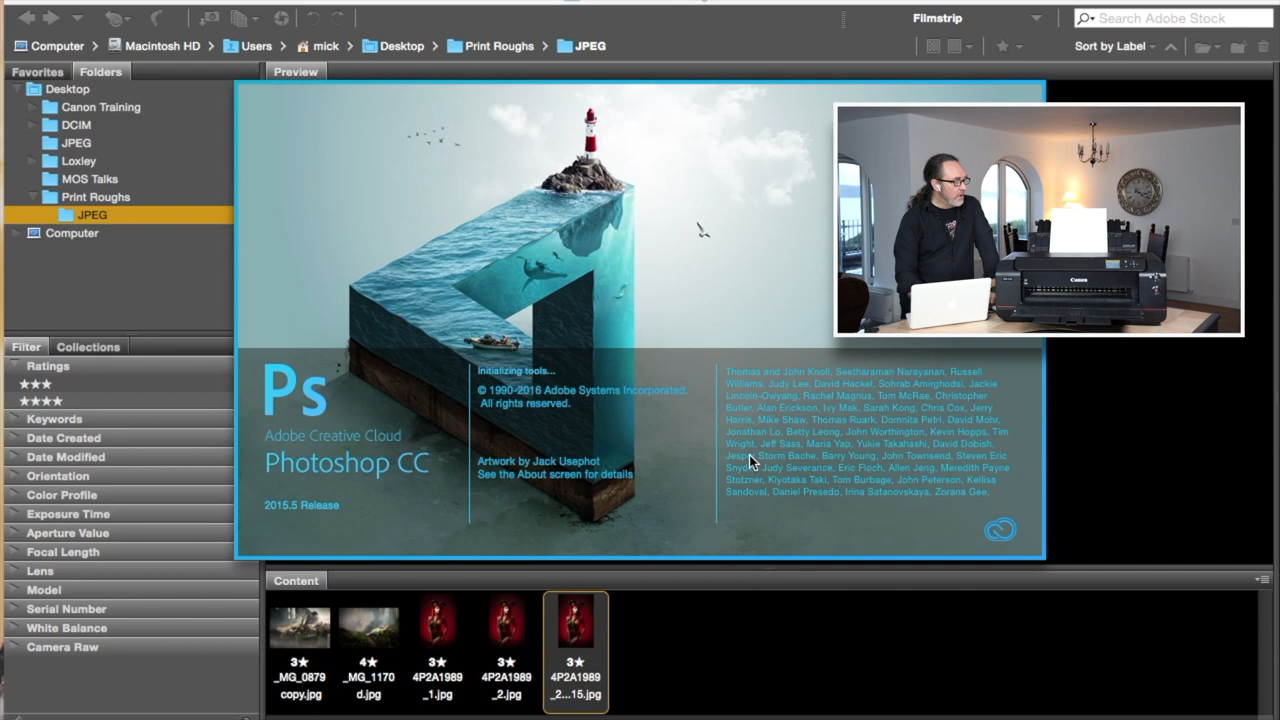 Filmstrip
Search Adobe Stock
Computer
Macintosh HD
Users
mick
Desktop
Print Roughs
JPEG
Sort by Label
Favorites
Folders
Preview
Desktop
Canon Training
DCIM
JPEG
Loxley
MOS Talks
Print Roughs
JPEG
Computer
Filter
Collections
Ratings
★★★
★★★★
Keywords
Date Created
Date Modified
Orientation
Color Profile
Exposure Time
Aperture Value
Focal Length
Lens
Model
Serial Number
White Balance
Camera Raw
Ps
Adobe Creative Cloud
Photoshop CC
2015.5 Release
Initializing tools...
© 1990-2016 Adobe Systems Incorporated.
All rights reserved.
Artwork by Jack Usephot
See the About screen for details
Thomas and John Knoll, Seetharaman Narayanan, Russell
Williams, Judy Lee, David Hackel, Sohrab Amirghodsi, Jackie
Lincoln-Owyang, Rachel Magnus, Tom McRae, Christopher
Butler, Alan Erickson, Ivy Mak, Sarah Kong, Chris Cox, Jerry
Harris, Mike Shaw, Thomas Ruark, Domnita Petri, David Mohr,
Jonathan Lo, Betty Leong, John Worthington, Kevin Hopps, Tim
Wright, Jeff Sass, Maria Yap, Yukie Takahashi, David Dobish,
Storm Bache, Barry Young, John Townsend, Steven Eric
Judy Severance, Eric Floch, Allen Jeng, Meredith Payne
Stotzner, Kiyotaka Taki, Tom Burbage, John Peterson, Kellisa
Sandoval, Daniel Presedo, Irina Satanovskaya, Zorana Gee,
Canon
Content
3★
_MG_0879
copy.jpg
4★
_MG_1170
d.jpg
3★
4P2A1989
_1.jpg
3★
4P2A1989
_2.jpg
3★
4P2A1989
_2...15.jpg